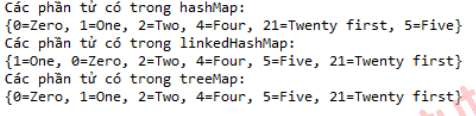 Các phần tử có trong hashMap:
{0=Zero, 1=One, 2=Two, 4=Four, 21=Twenty first, 5=Five}
Các phần tử có trong linkedHashMap:
{1=One, 0=Zero, 2=Two, 4=Four, 5=Five, 21=Twenty first}
Các phần tử có trong treeMap:
{0=Zero, 1=One, 2=Two, 4=Four, 5=Five, 21=Twenty first}